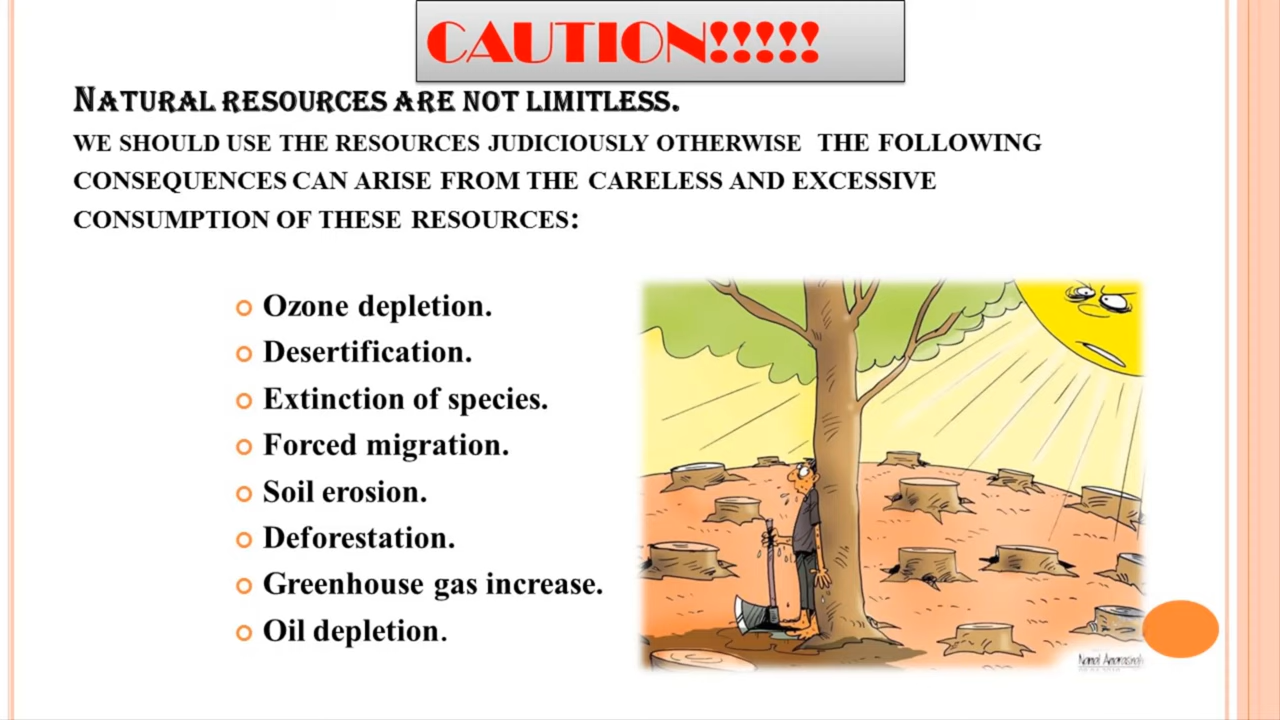 CAUTION!!!!!
NATURAL RESOURCES ARE NOT LIMITLESS.
WE SHOULD USE THE RESOURCES JUDICIOUSLY OTHERWISE THE FOLLOWING
CONSEQUENCES CAN ARISE FROM THE CARELESS AND EXCESSIVE
CONSUMPTION OF THESE RESOURCES:
Ozone depletion.
Desertification.
Extinction of species.
Forced migration.
Soil erosion.
Deforestation.
Greenhouse gas increase.
Oil depletion.